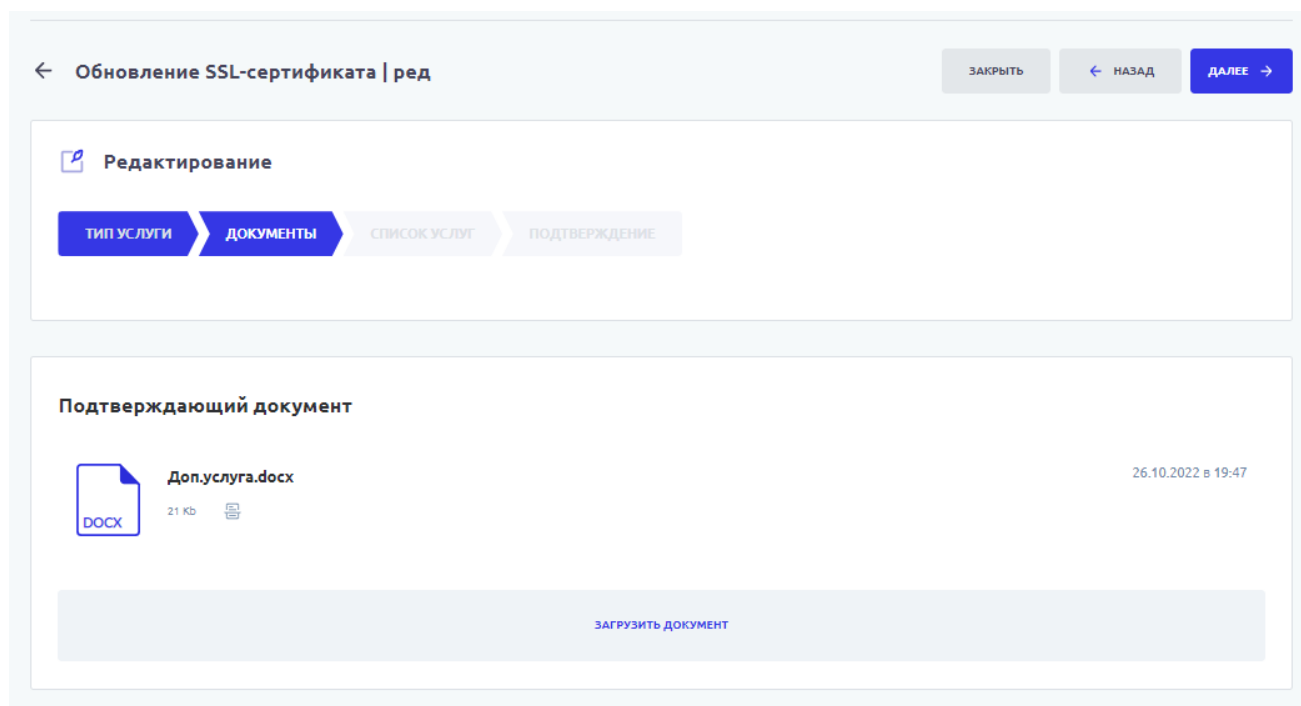 Обновление SSL-сертификата | ред
ЗАКРЫТЬ
НАЗАД
ДАЛЕЕ
Редактирование
ТИП УСЛУГИ
ДОКУМЕНТЫ
СПИСОК УСЛУГ
ПОДТВЕРЖДЕНИЕ
Подтверждающий документ
Доп.услуга.docx
26.10.2022 в 19:47
21 Kb
DOCX
ЗАГРУЗИТЬ ДОКУМЕНТ